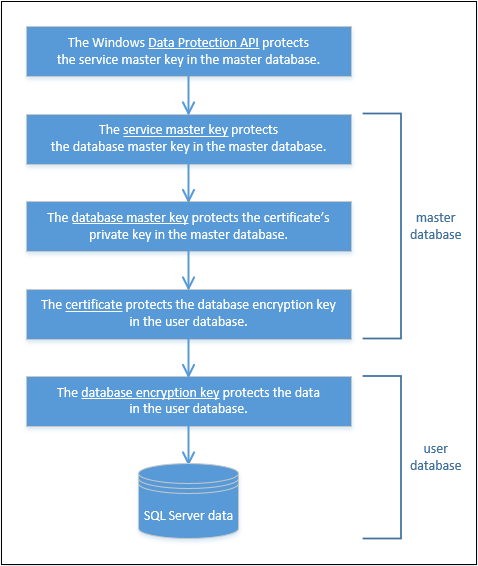 The Windows Data Protection API protects
the service master key in the master database.
The service master key protects
the database master key in the master database.
The database master key protects the certificate's
private key in the master database.
master
database
The certificate protects the database encryption key
in the user database.
The database encryption key protects the data
in the user database.
user
database
SQL Server data